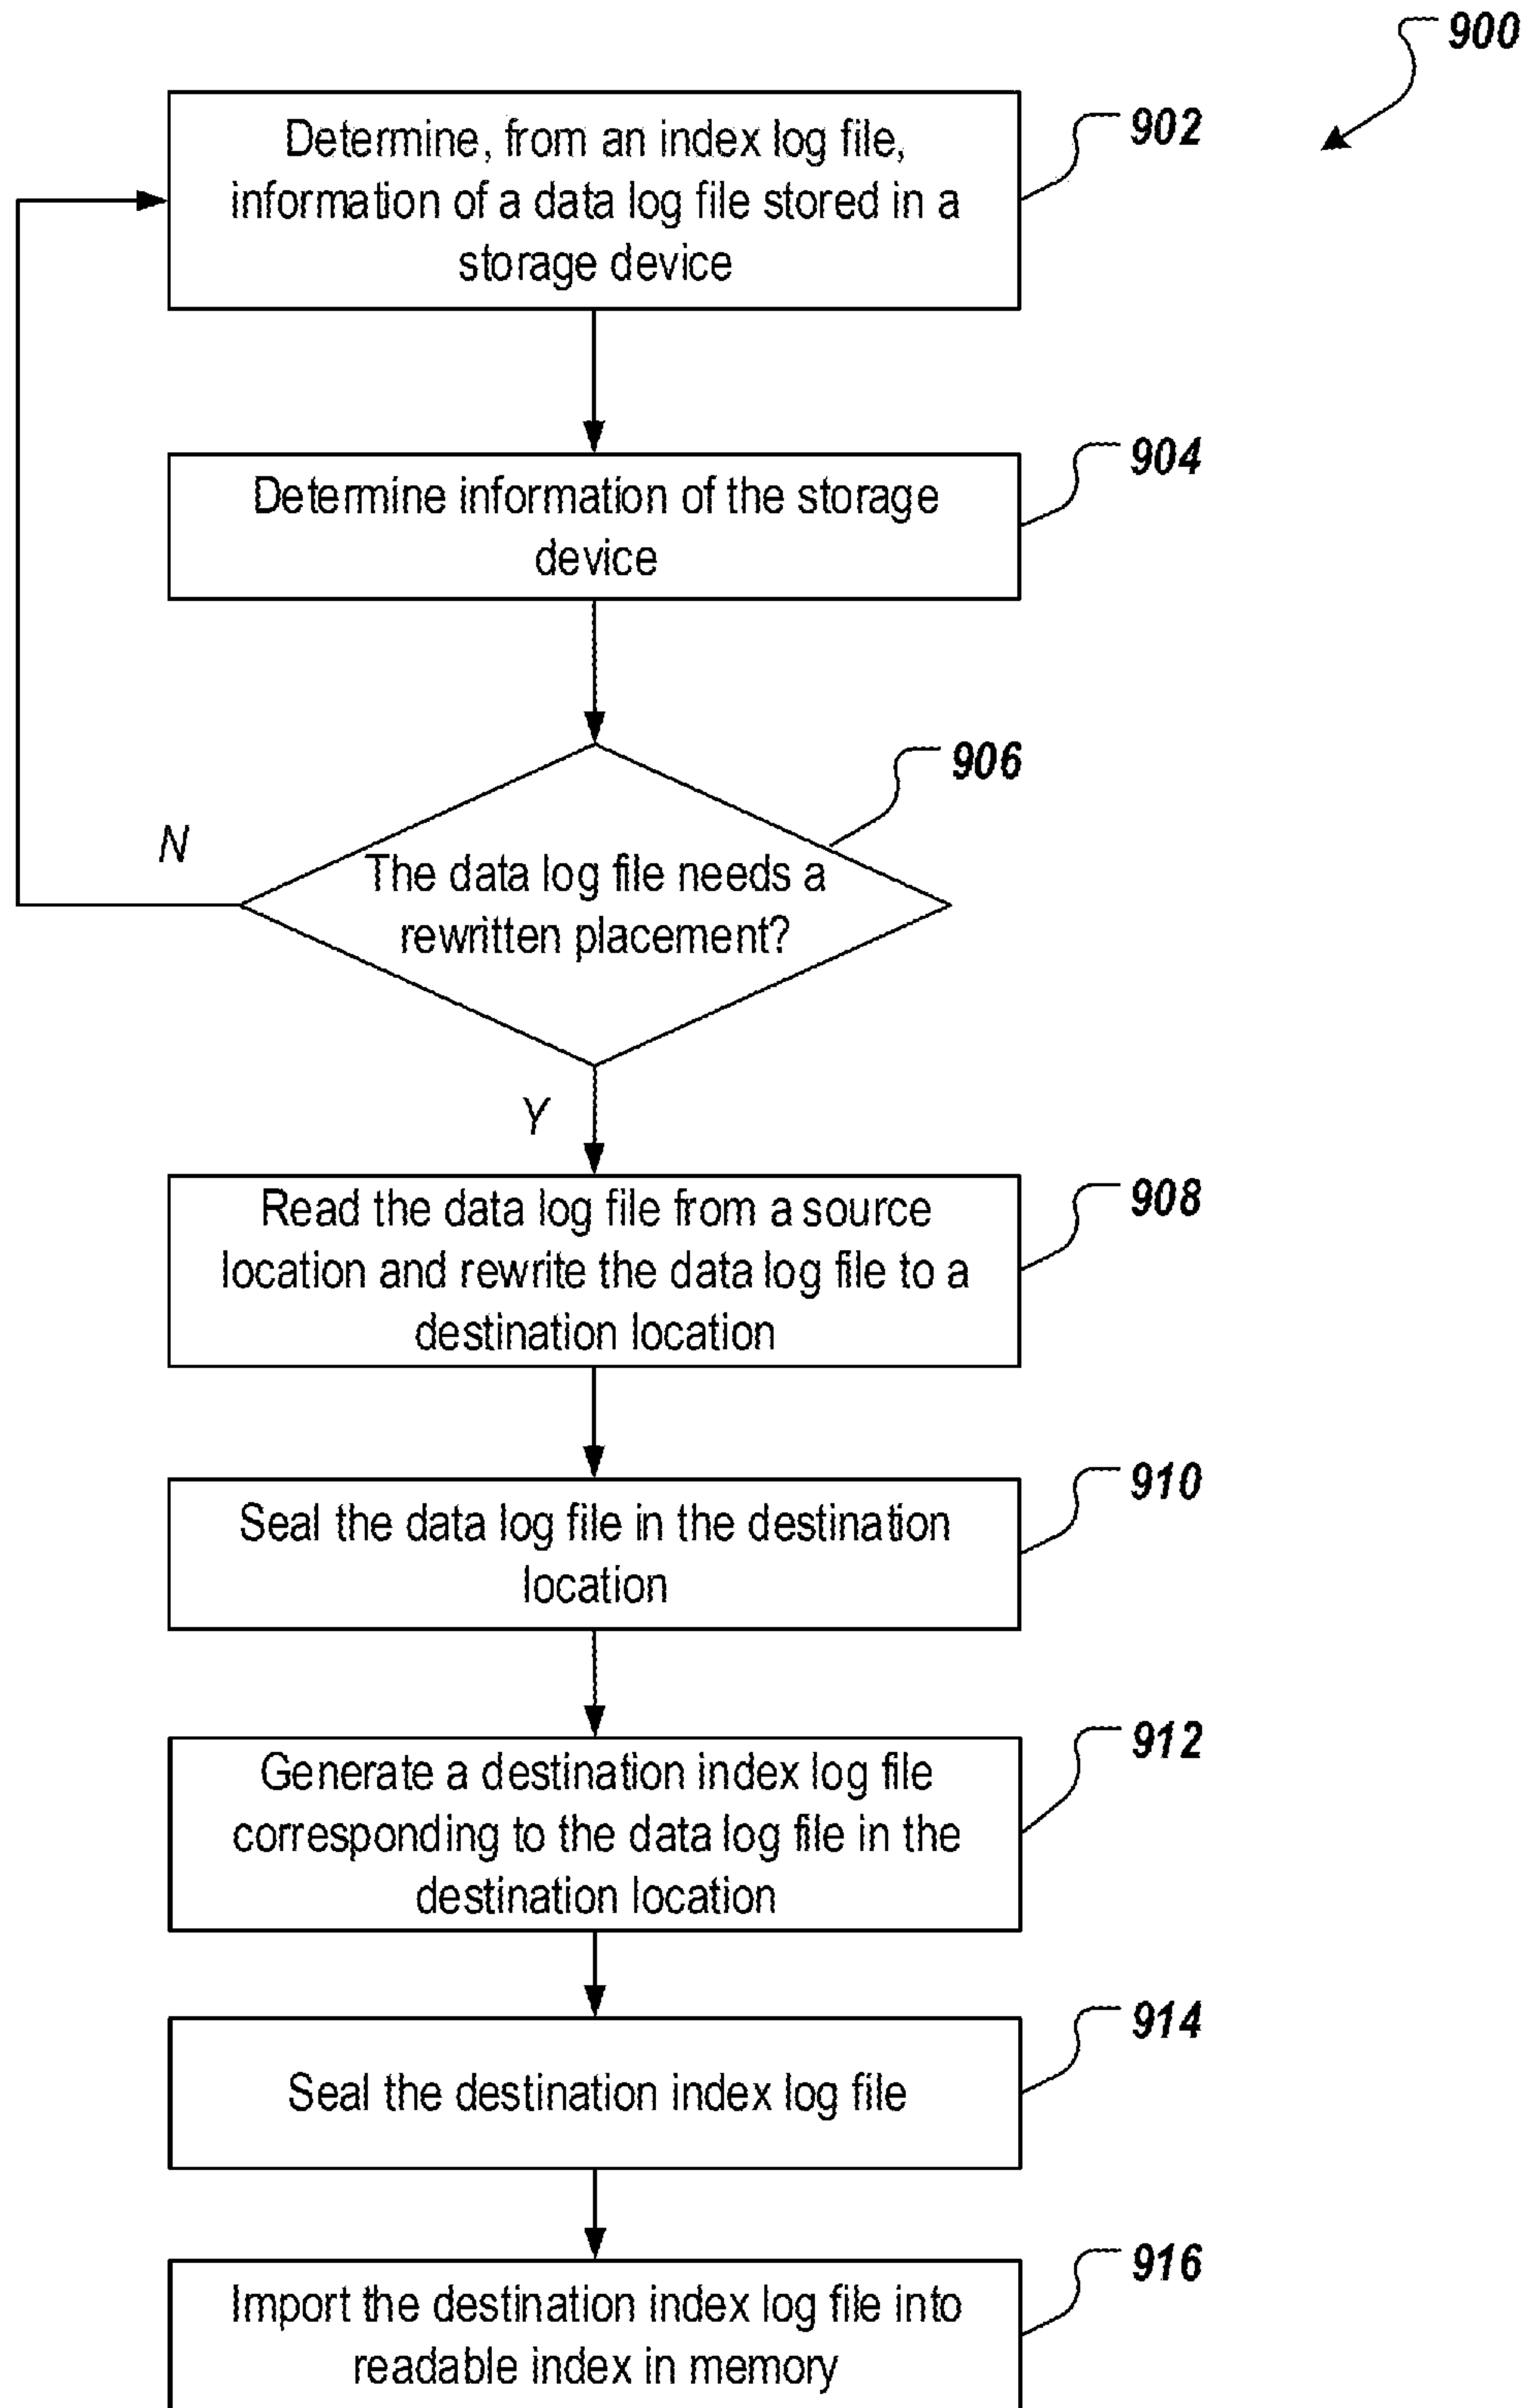 900
Determine, from an index log file,
information of a data log file stored in a
storage device
902
Determine information of the storage
device
904
The data log file needs a
rewritten placement?
906
N
Y
Read the data log file from a source
location and rewrite the data log file to a
destination location
908
Seal the data log file in the destination
location
910
Generate a destination index log file
corresponding to the data log file in the
destination location
912
Seal the destination index log file
914
Import the destination index log file into
readable index in memory
916